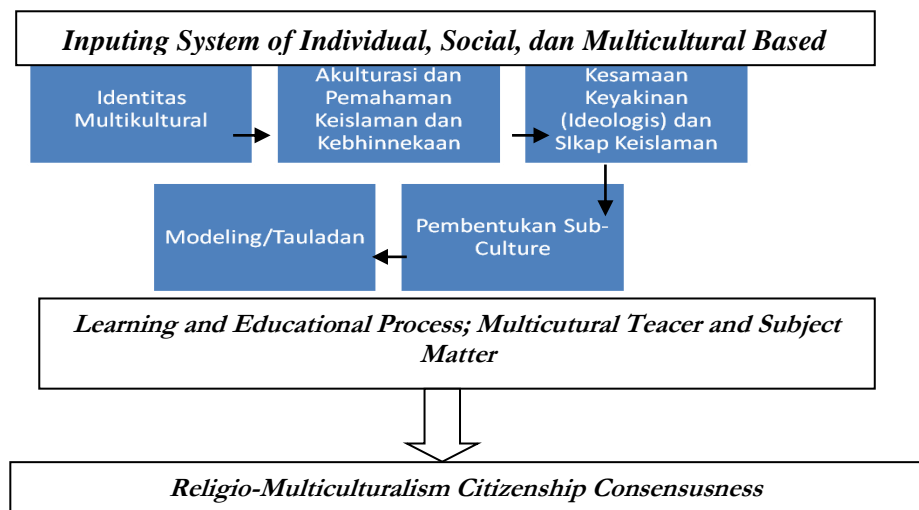 Inputing System of Individual, Social, dan Multicultural Based
Identitas
Multikultural
Akulturasi dan
Pemahaman
Keislaman dan
Kebhinnekaan
Kesamaan
Keyakinan
(Ideologis) dan
SIkap Keislaman
Modeling/Tauladan
Pembentukan Sub-
Culture
Learning and Educational Process; Multicutural Teacer and Subject
Matter
Religio-Multiculturalism Citizenship Consensusness